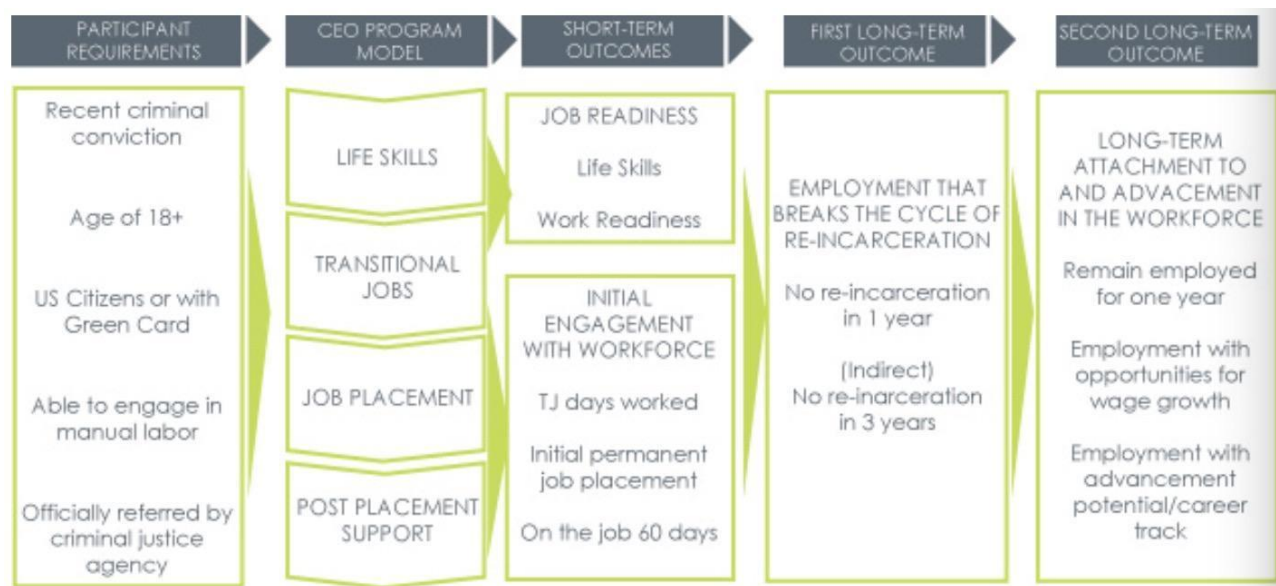 PARTICIPANT
REQUIREMENTS
CEO PROGRAM
MODEL
SHORT-TERM
OUTCOMES
FIRST LONG-TERM
OUTCOME
SECOND LONG-TERM
OUTCOME
Recent criminal
conviction
Age of 18+
US Citizens or with
Green Card
Able to engage in
manual labor
Officially referred by
criminal justice
agency
LIFE SKILLS
TRANSITIONAL
JOBS
JOB PLACEMENT
POST PLACEMENT
SUPPORT
JOB READINESS
Life Skills
Work Readiness
INITIAL
ENGAGEMENT
WITH WORKFORCE
TJ days worked
Initial permanent
job placement
On the job 60 days
EMPLOYMENT THAT
BREAKS THE CYCLE OF
RE-INCARCERATION
No re-incarceration
in 1 year
(Indirect)
No re-inarceration
in 3 years
LONG-TERM
ATTACHMENT TO
AND ADVACEMENT
IN THE WORKFORCE
Remain employed
for one year
Employment with
opportunities for
wage growth
Employment with
advancement
potential/career
track